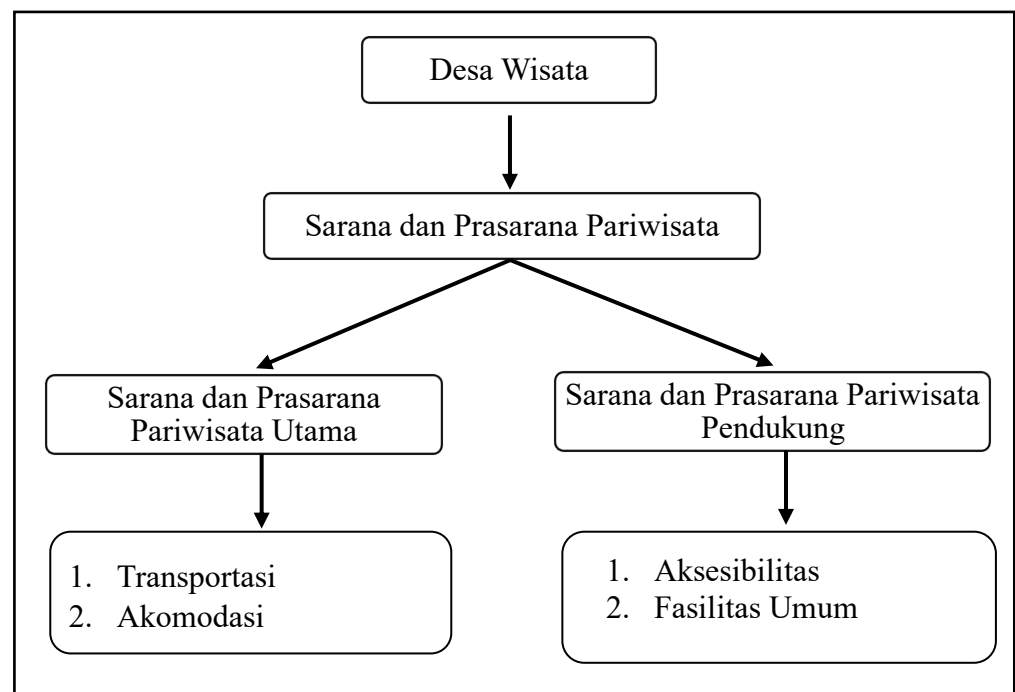 Desa Wisata
Sarana dan Prasarana Pariwisata
Sarana dan Prasarana
Pariwisata Utama
Sarana dan Prasarana Pariwisata
Pendukung
1. Transportasi
2. Akomodasi
1. Aksesibilitas
2. Fasilitas Umum